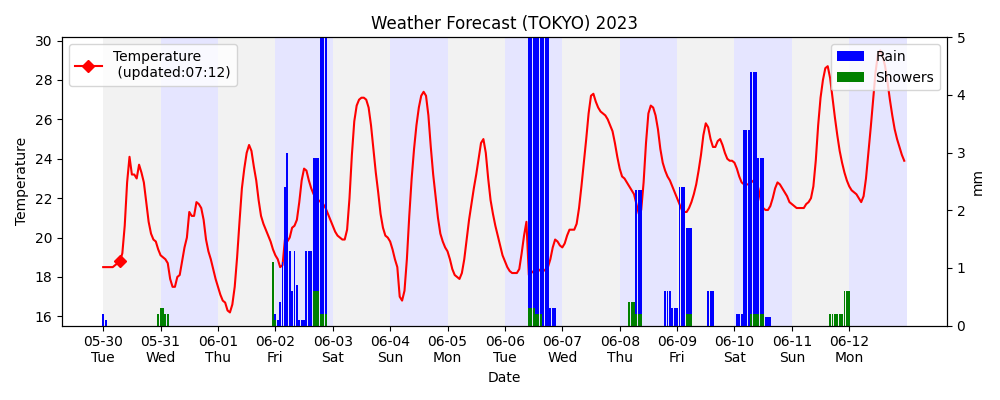 Weather Forecast (TOKYO) 2023
Temperature
(updated:07:12)
Rain
Showers
30
28
26
24
22
20
18
16
Temperature
5
4
3
2
1
0
mm
05-30 05-31 06-01 06-02 06-03 06-04 06-05 06-06 06-07 06-08 06-09 06-10 06-11 06-12
Tue Wed Thu Fri Sat Sun Mon Tue Wed Thu Fri Sat Sun Mon
Date